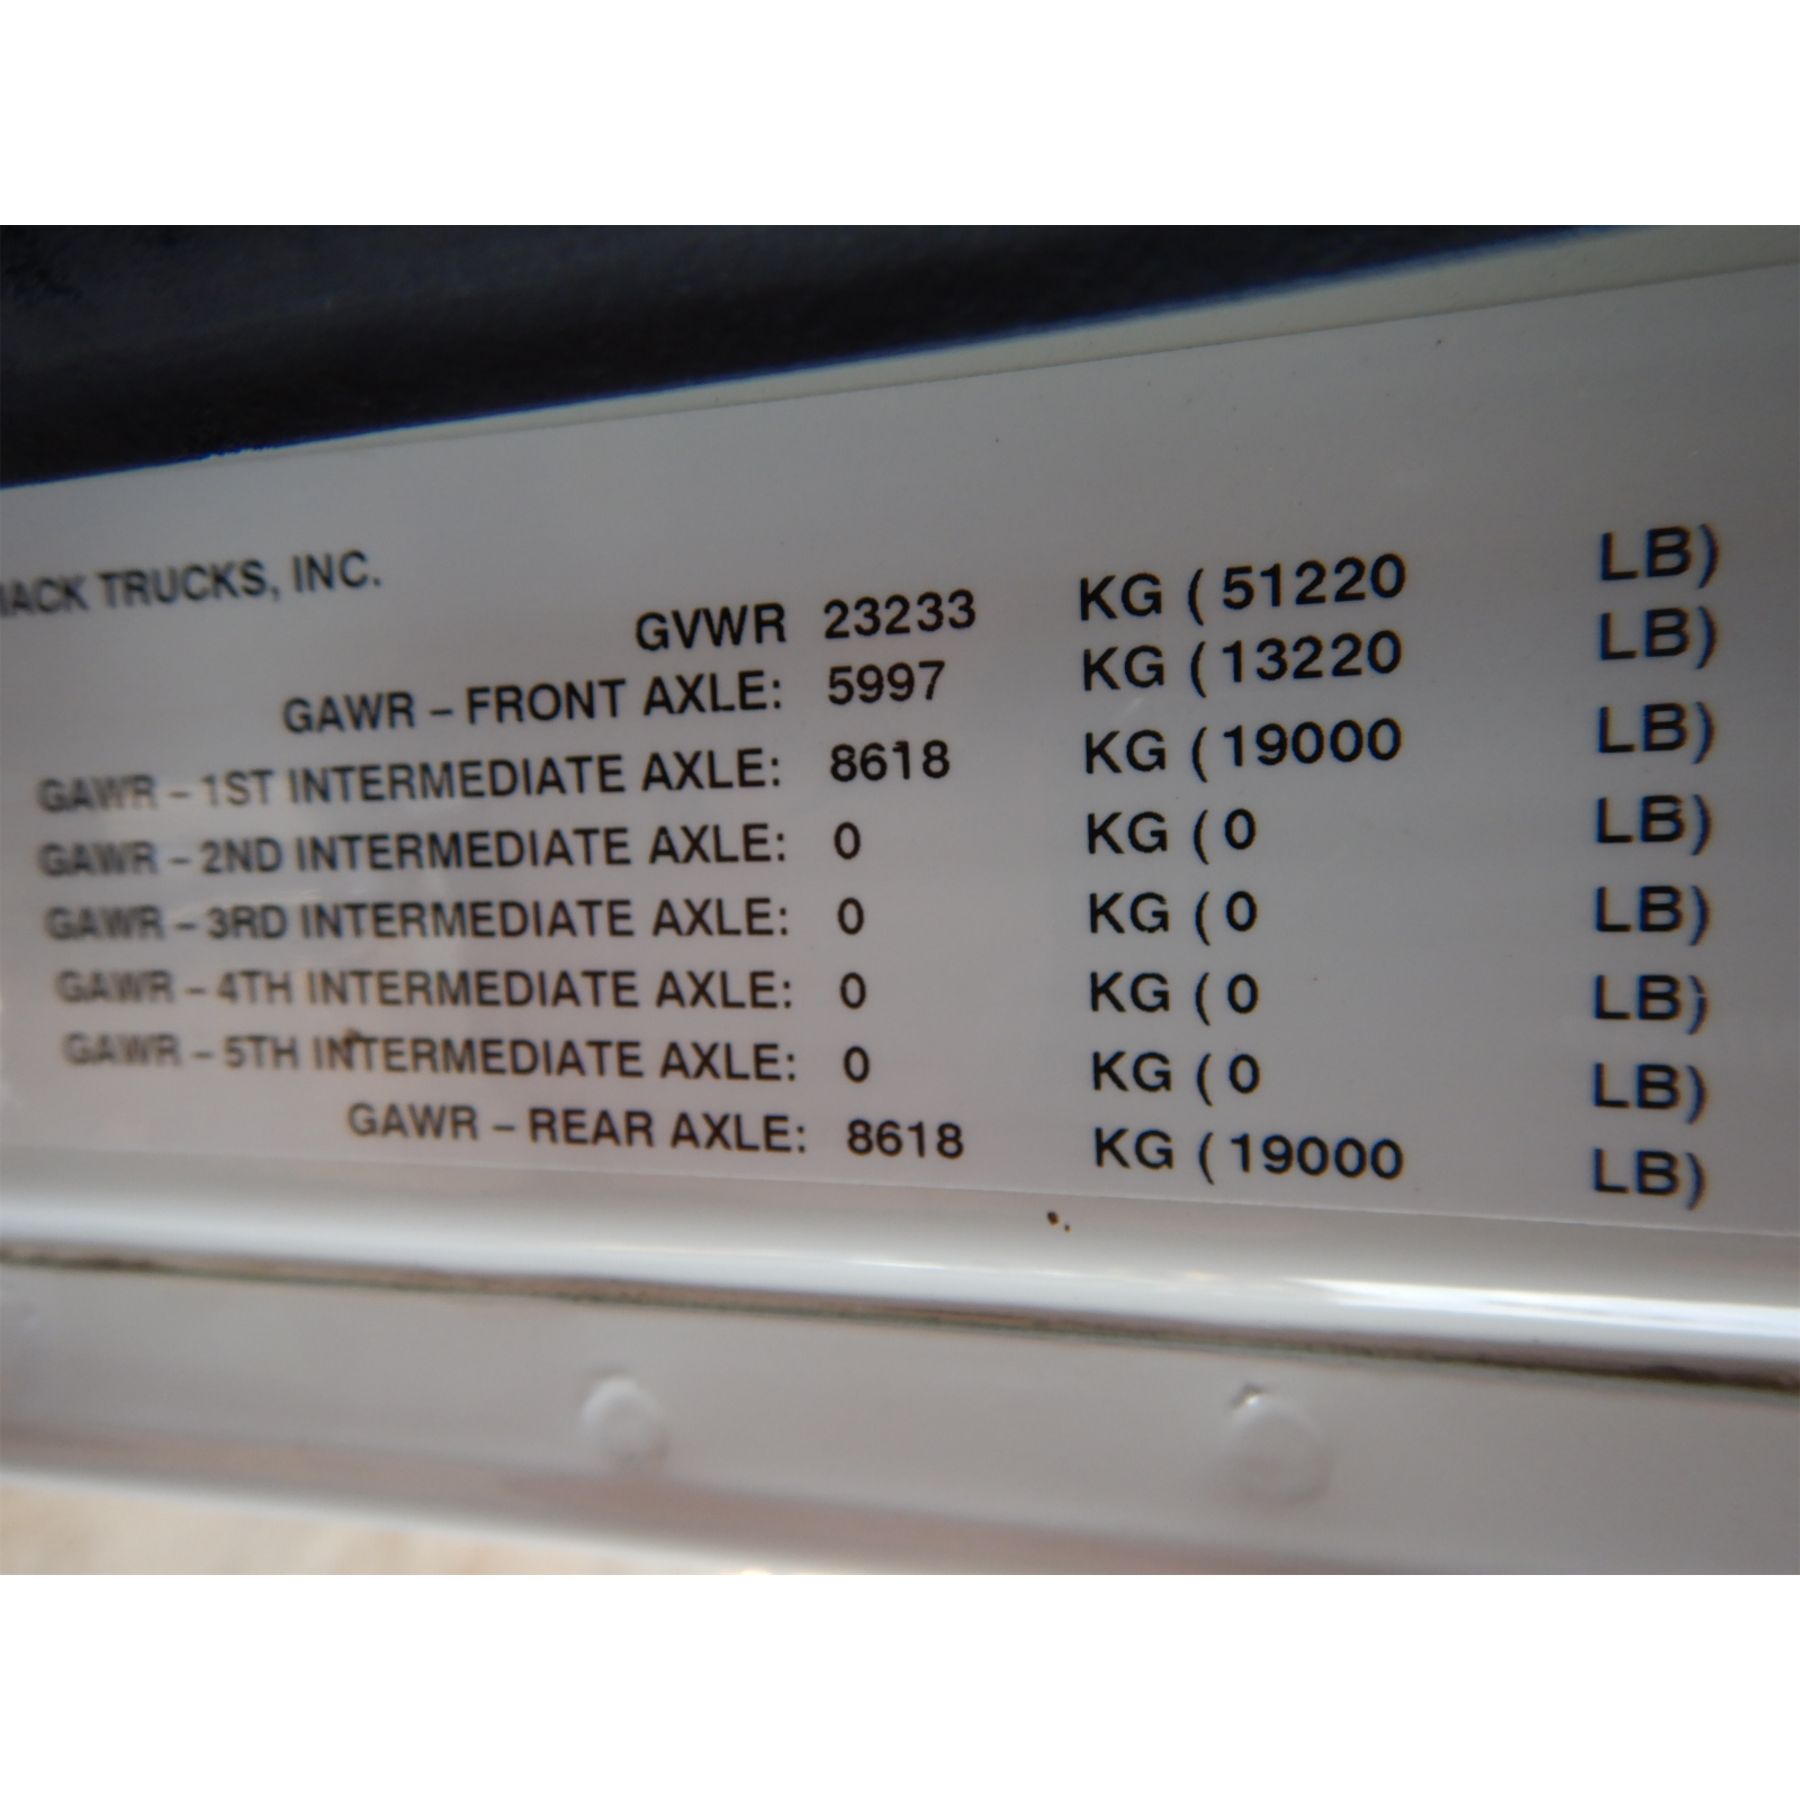 MACK TRUCKS, INC.
GVWR 23233 KG ( 51220 LB)
GAWR – FRONT AXLE: 5997 KG ( 13220 LB)
GAWR – 1ST INTERMEDIATE AXLE: 8618 KG ( 19000 LB)
GAWR – 2ND INTERMEDIATE AXLE: 0 KG ( 0 LB)
GAWR – 3RD INTERMEDIATE AXLE: 0 KG ( 0 LB)
GAWR – 4TH INTERMEDIATE AXLE: 0 KG ( 0 LB)
GAWR – 5TH INTERMEDIATE AXLE: 0 KG ( 0 LB)
GAWR – REAR AXLE: 8618 KG ( 19000 LB)